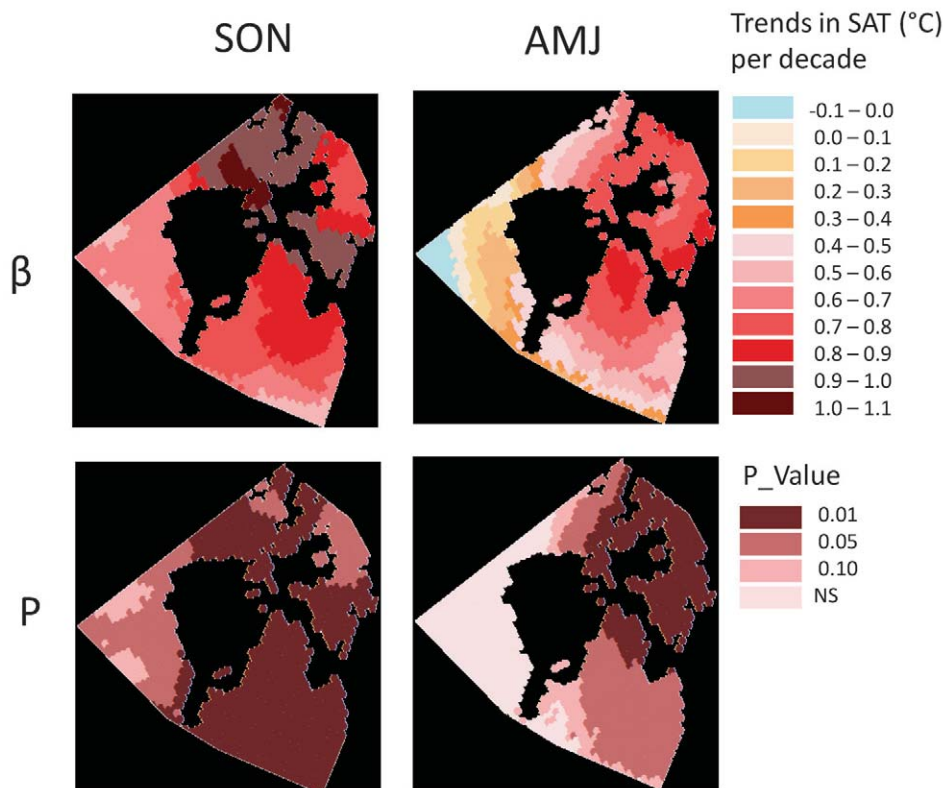 SON
AMJ
Trends in SAT (°C)
per decade
-0.1 – 0.0
0.0 – 0.1
0.1 – 0.2
0.2 – 0.3
0.3 – 0.4
0.4 – 0.5
0.5 – 0.6
0.6 – 0.7
0.7 – 0.8
0.8 – 0.9
0.9 – 1.0
1.0 – 1.1
β
P_Value
0.01
0.05
0.10
NS
P